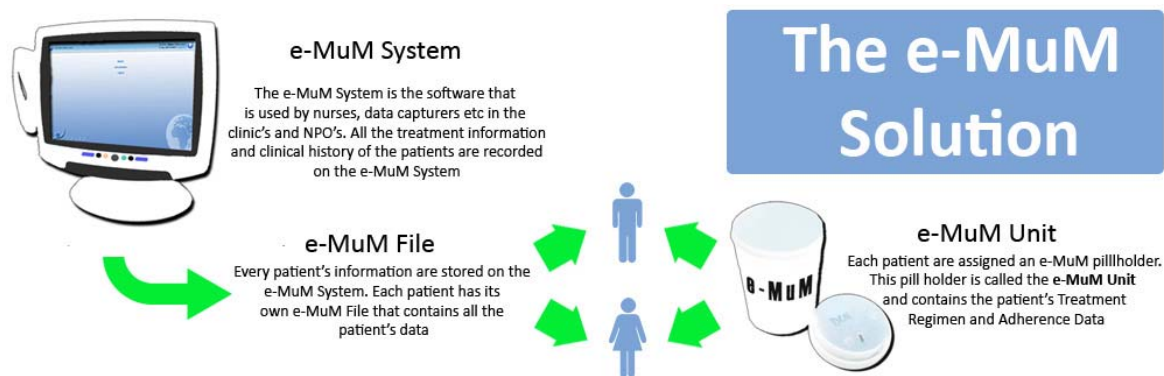 e-MuM System
The e-MuM System is the software that
is used by nurses, data capturers etc in the
clinic's and NPO's. All the treatment information
and clinical history of the patients are recorded
on the e-MuM System
The e-MuM
Solution
e-MuM File
Every patient's information are stored on the
e-MuM System. Each patient has its
own e-MuM File that contains all the
patient's data
e-MuM
e-MuM Unit
Each patient are assigned an e-MuM pilllholder.
This pill holder is called the e-MuM Unit
and contains the patient's Treatment
Regimen and Adherence Data